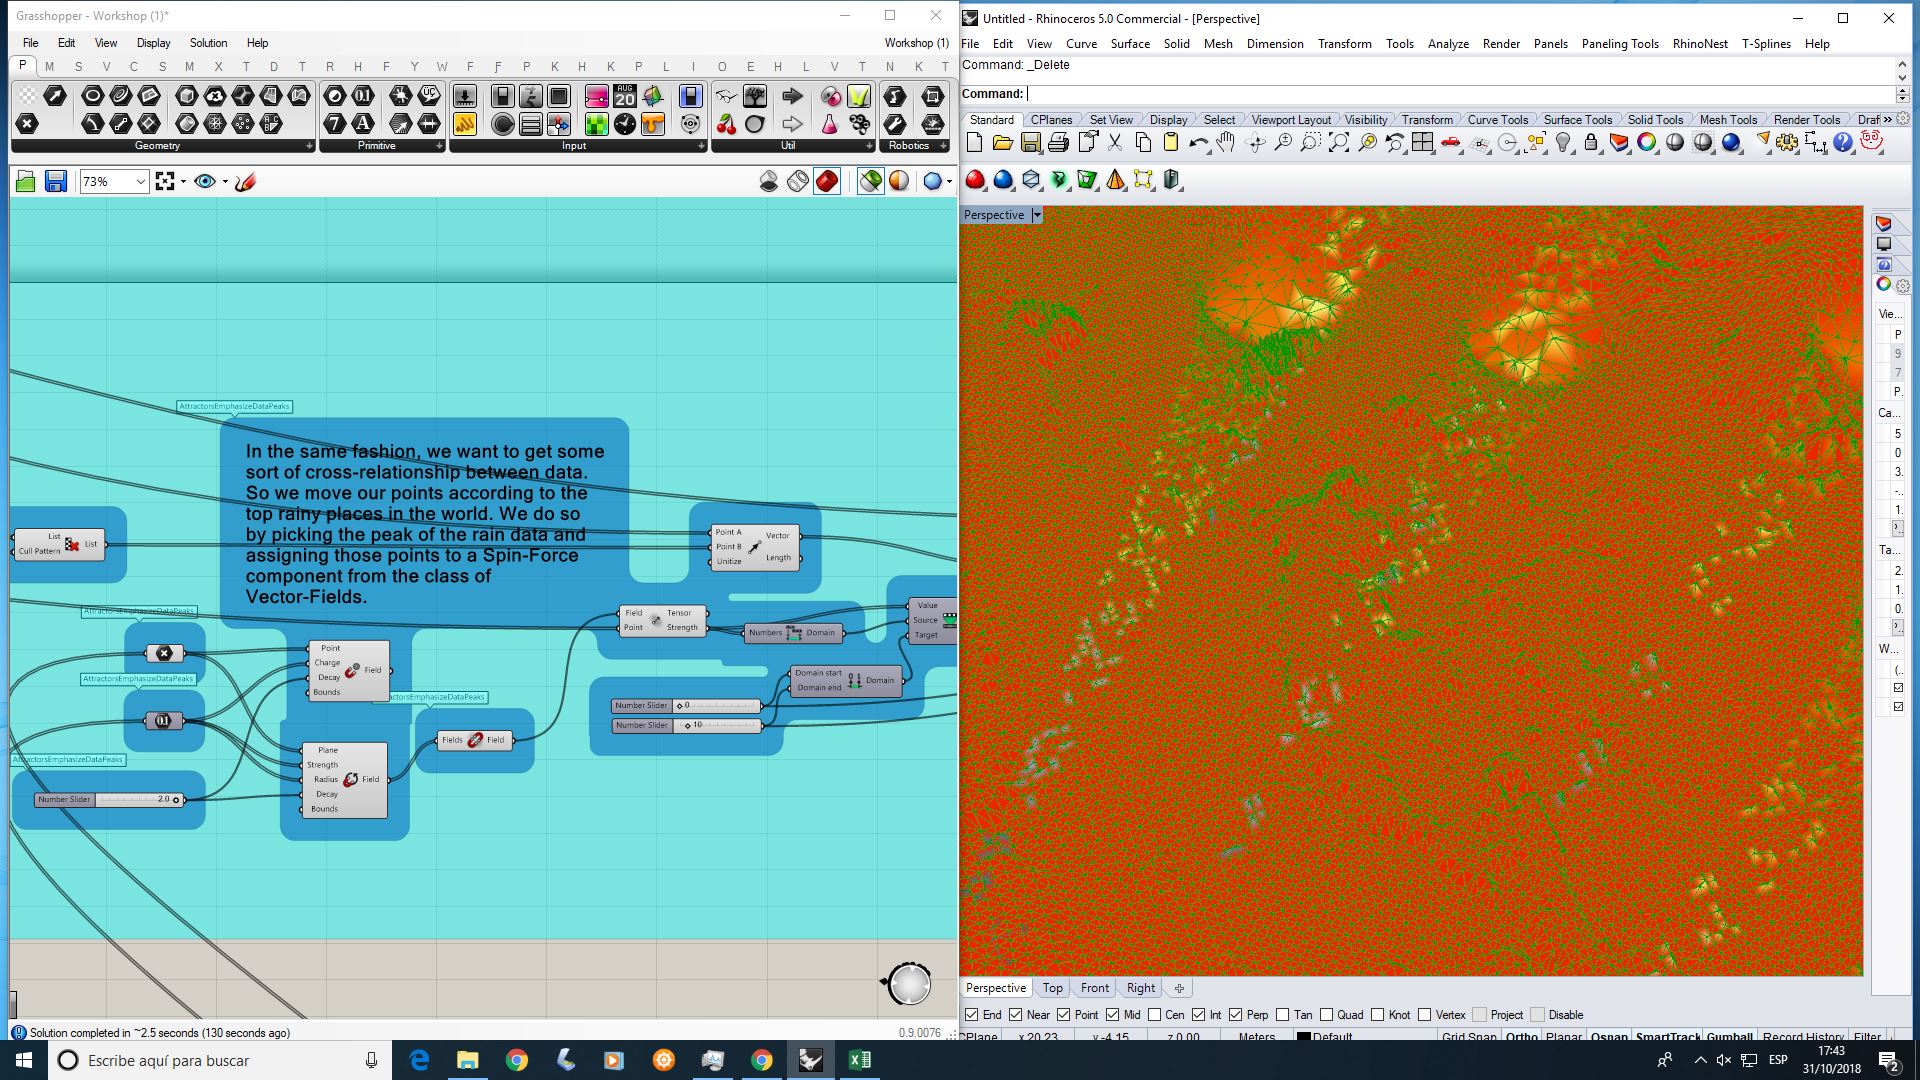 Grasshopper - Workshop (1)*
File Edit View Display Solution Help
Workshop (1)
P M S V C S M X T D T R H F Y W F F K H K P L I O E H L V T N K T
AUG
20
Geometry
Primitive
Input
Util
Robotics
73%
AttractorsEmphasizeDataPeaks
In the same fashion, we want to get some
sort of cross-relationship between data.
So we move our points according to the
top rainy places in the world. We do so
by picking the peak of the rain data and
assigning those points to a Spin-Force
component from the class of
Vector-Fields.
List
Cull Pattern
List
Point A
Point B
Unitize
Vector
Length
AttractorsEmphasizeDataPeaks
Field
Point
Tensor
Strength
Numbers
Domain
Value
Source
Target
Point
Charge
Decay
Bounds
Field
AttractorsEmphasizeDataPeaks
ctorsEmphasizeDataPeaks
Domain start
Domain end
Domain
Number Slider 0
Number Slider 10
0.1
Fields
Field
Plane
Strength
Radius
Decay
Bounds
Field
AttractorsEmphasizeDataPeaks
Number Slider 2.0
Solution completed in ~2.5 seconds (130 seconds ago)
0.9.0076
Untitled - Rhinoceros 5.0 Commercial - [Perspective]
File Edit View Curve Surface Solid Mesh Dimension Transform Tools Analyze Render Panels Paneling Tools RhinoNest T-Splines Help
Command: _Delete
Command:
Standard CPlanes Set View Display Select Viewport Layout Visibility Transform Curve Tools Surface Tools Solid Tools Mesh Tools Render Tools Draf
Perspective
Vie...
P
9
7
P.
Ca...
5
0
3.
-..
1.
Ta...
2.
1.
0.
W...
(..
Perspective Top Front Right
End Near Point Mid Cen Int Perp Tan Quad Knot Vertex Project Disable
CPlane x 20.23 y -4.15 z 0.00 Meters Default Grid Snap Ortho Planar Osnap SmartTrack Gumball Record History Filter
Escribe aquí para buscar
ESP
17:43
31/10/2018
2